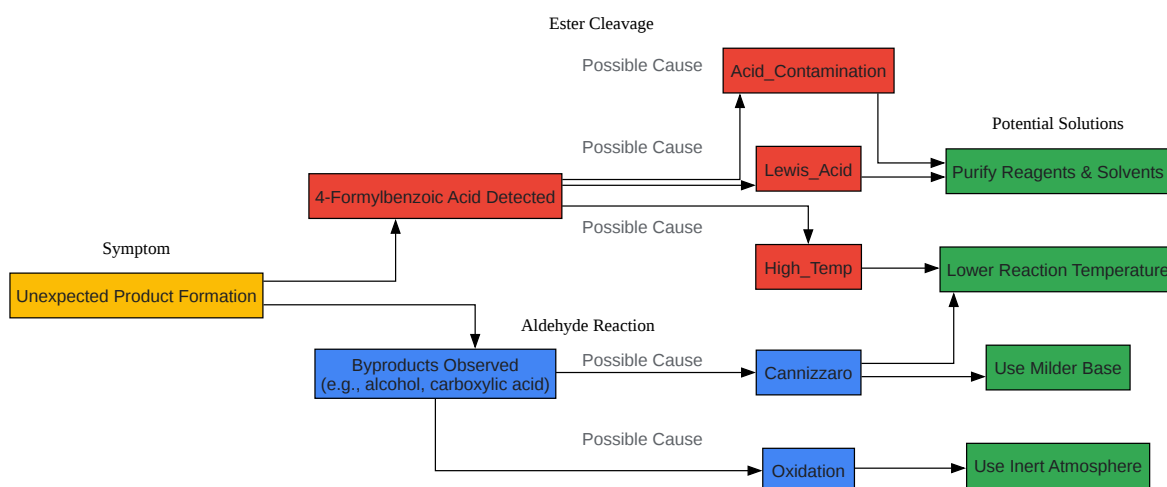 Ester Cleavage
Possible Cause
Acid_Contamination
Potential Solutions
Possible Cause
Lewis_Acid
Purify Reagents & Solvents
4-Formylbenzoic Acid Detected
Possible Cause
Symptom
High_Temp
Lower Reaction Temperature
Unexpected Product Formation
Aldehyde Reaction
Byproducts Observed
(e.g., alcohol, carboxylic acid)
Possible Cause
Cannizzaro
Use Milder Base
Possible Cause
Oxidation
Use Inert Atmosphere